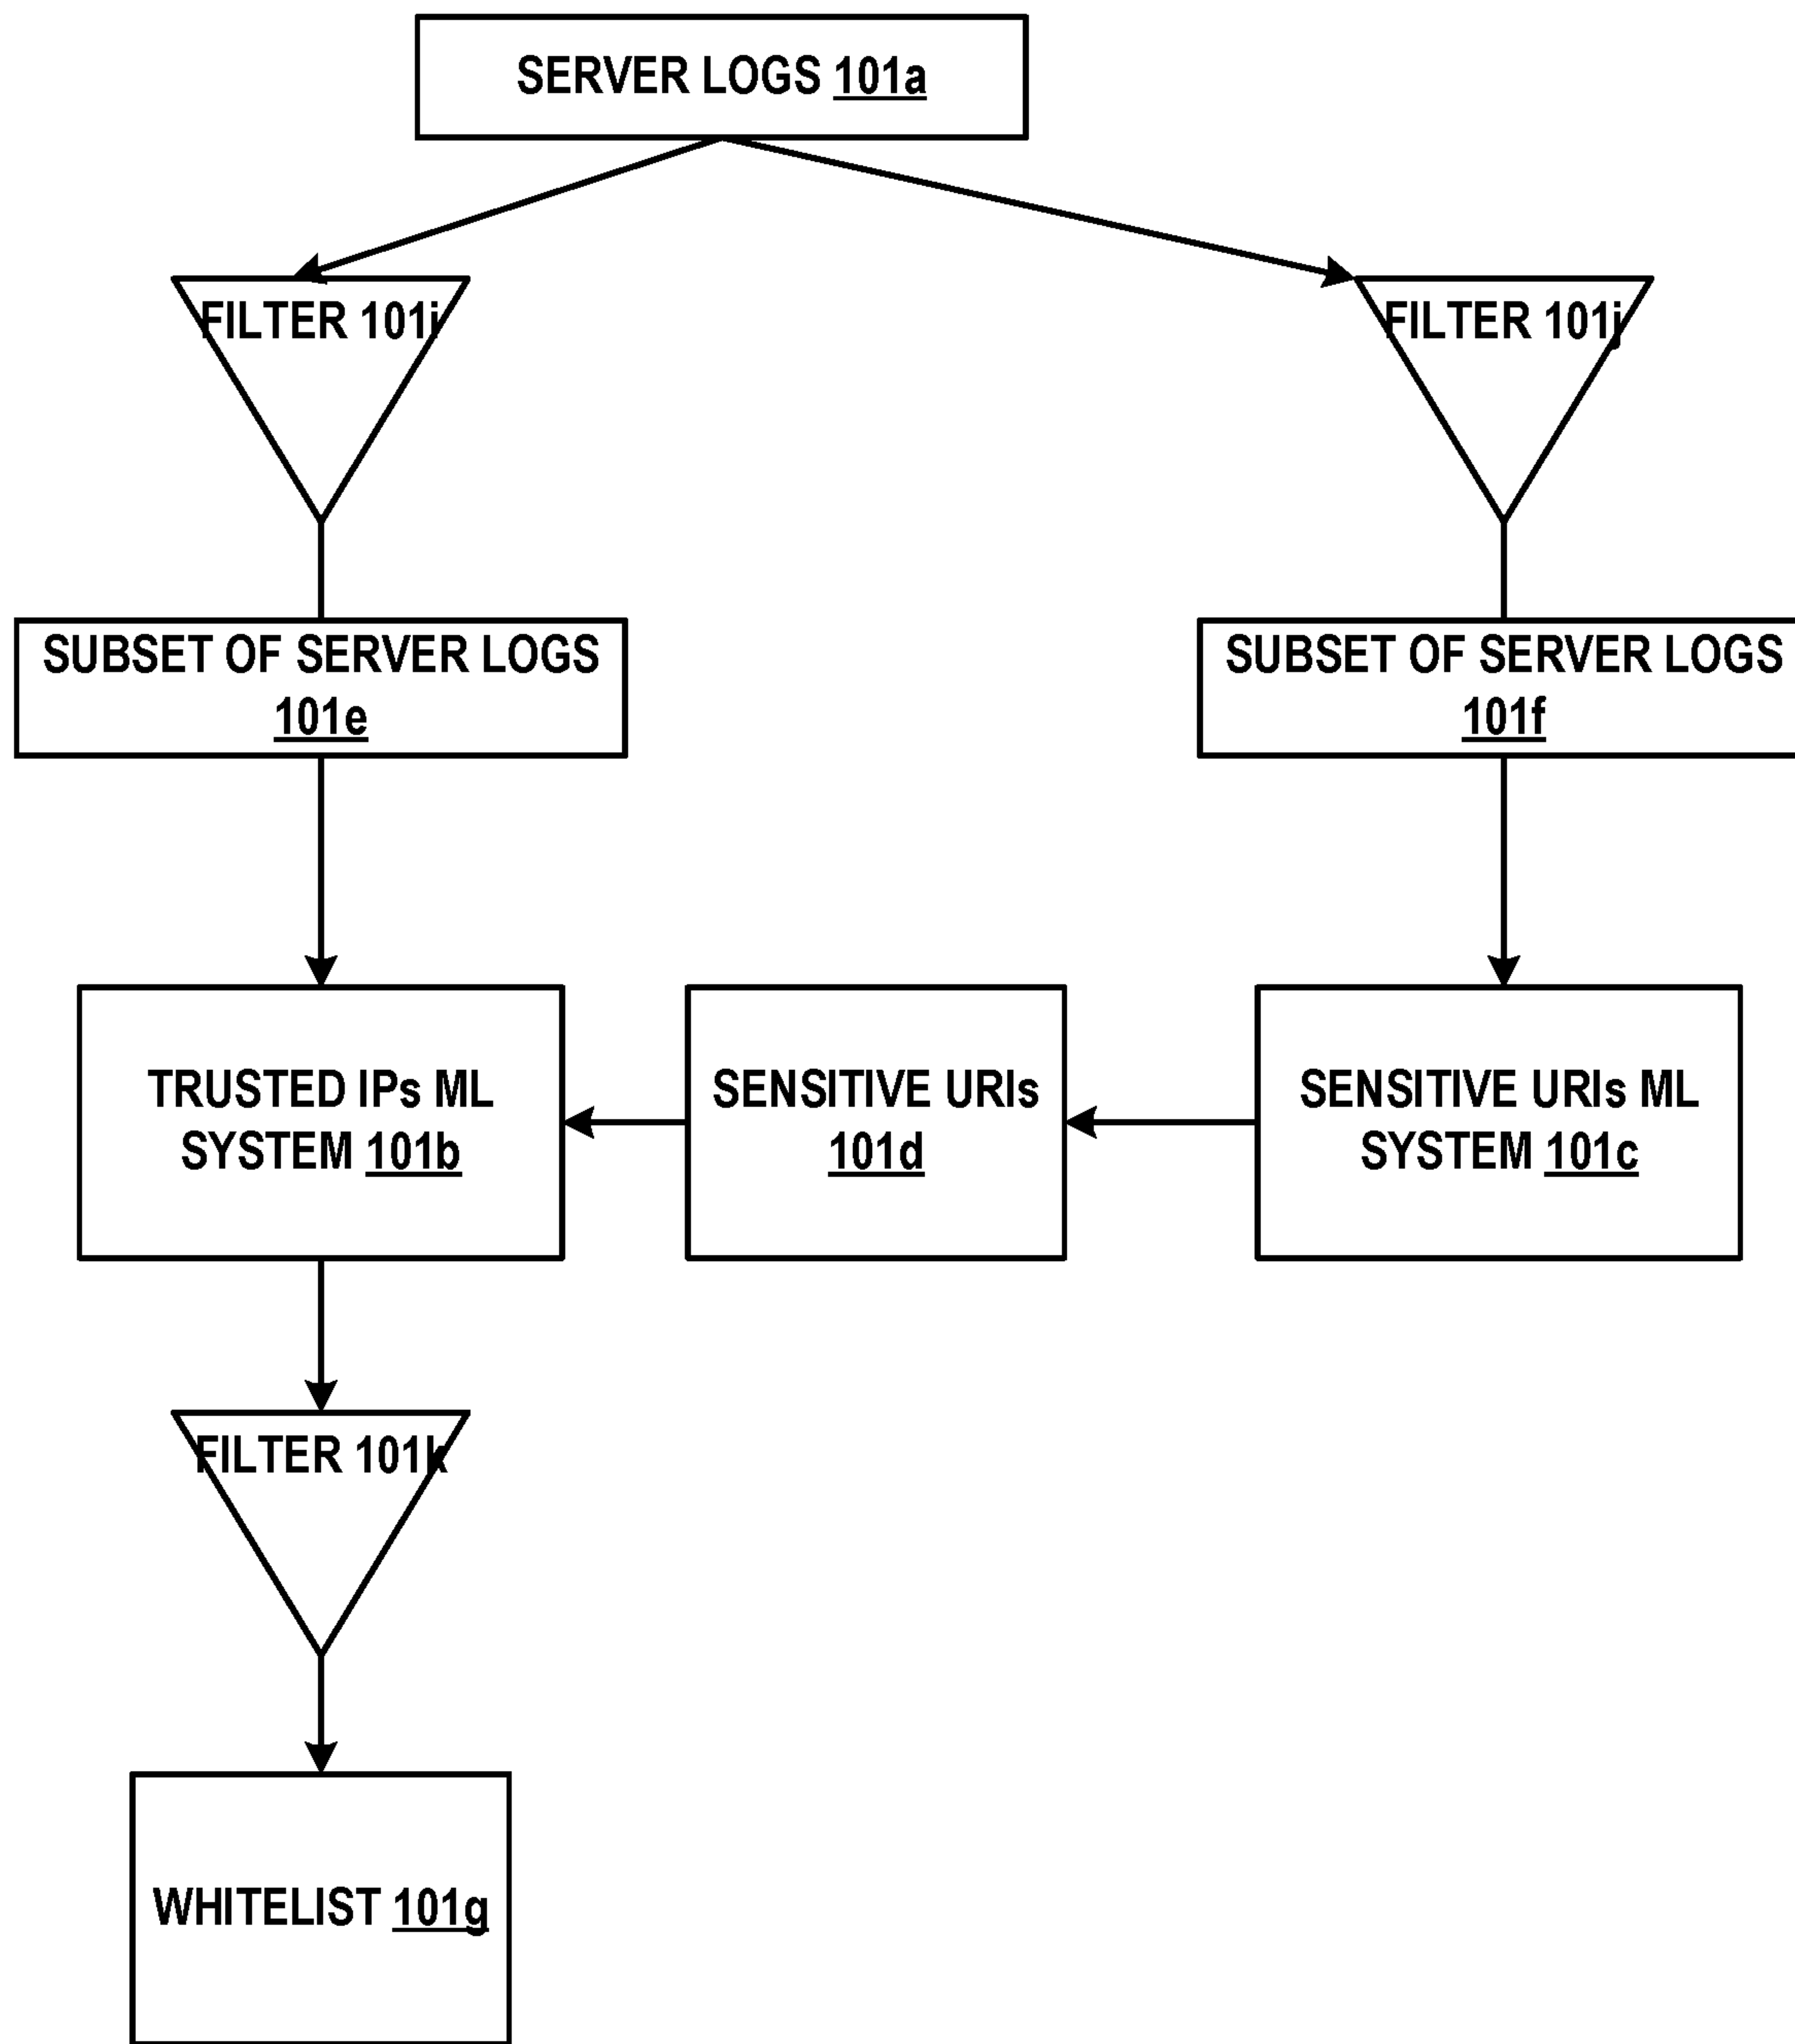 SERVER LOGS 101a
FILTER 101i
FILTER 101j
SUBSET OF SERVER LOGS
101e
SUBSET OF SERVER LOGS
101f
TRUSTED IPs ML
SYSTEM 101b
SENSITIVE URIs
101d
SENSITIVE URIs ML
SYSTEM 101c
FILTER 101k
WHITELIST 101g